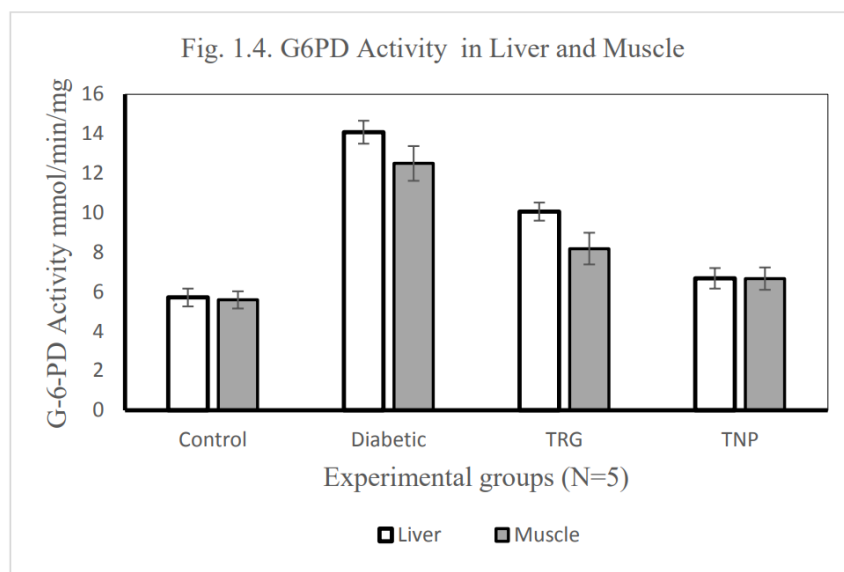 Fig. 1.4. G6PD Activity in Liver and Muscle
G-6-PD Activity mmol/min/mg
16
14
12
10
8
6
4
2
0
Control Diabetic TRG TNP
Experimental groups (N=5)
Liver Muscle